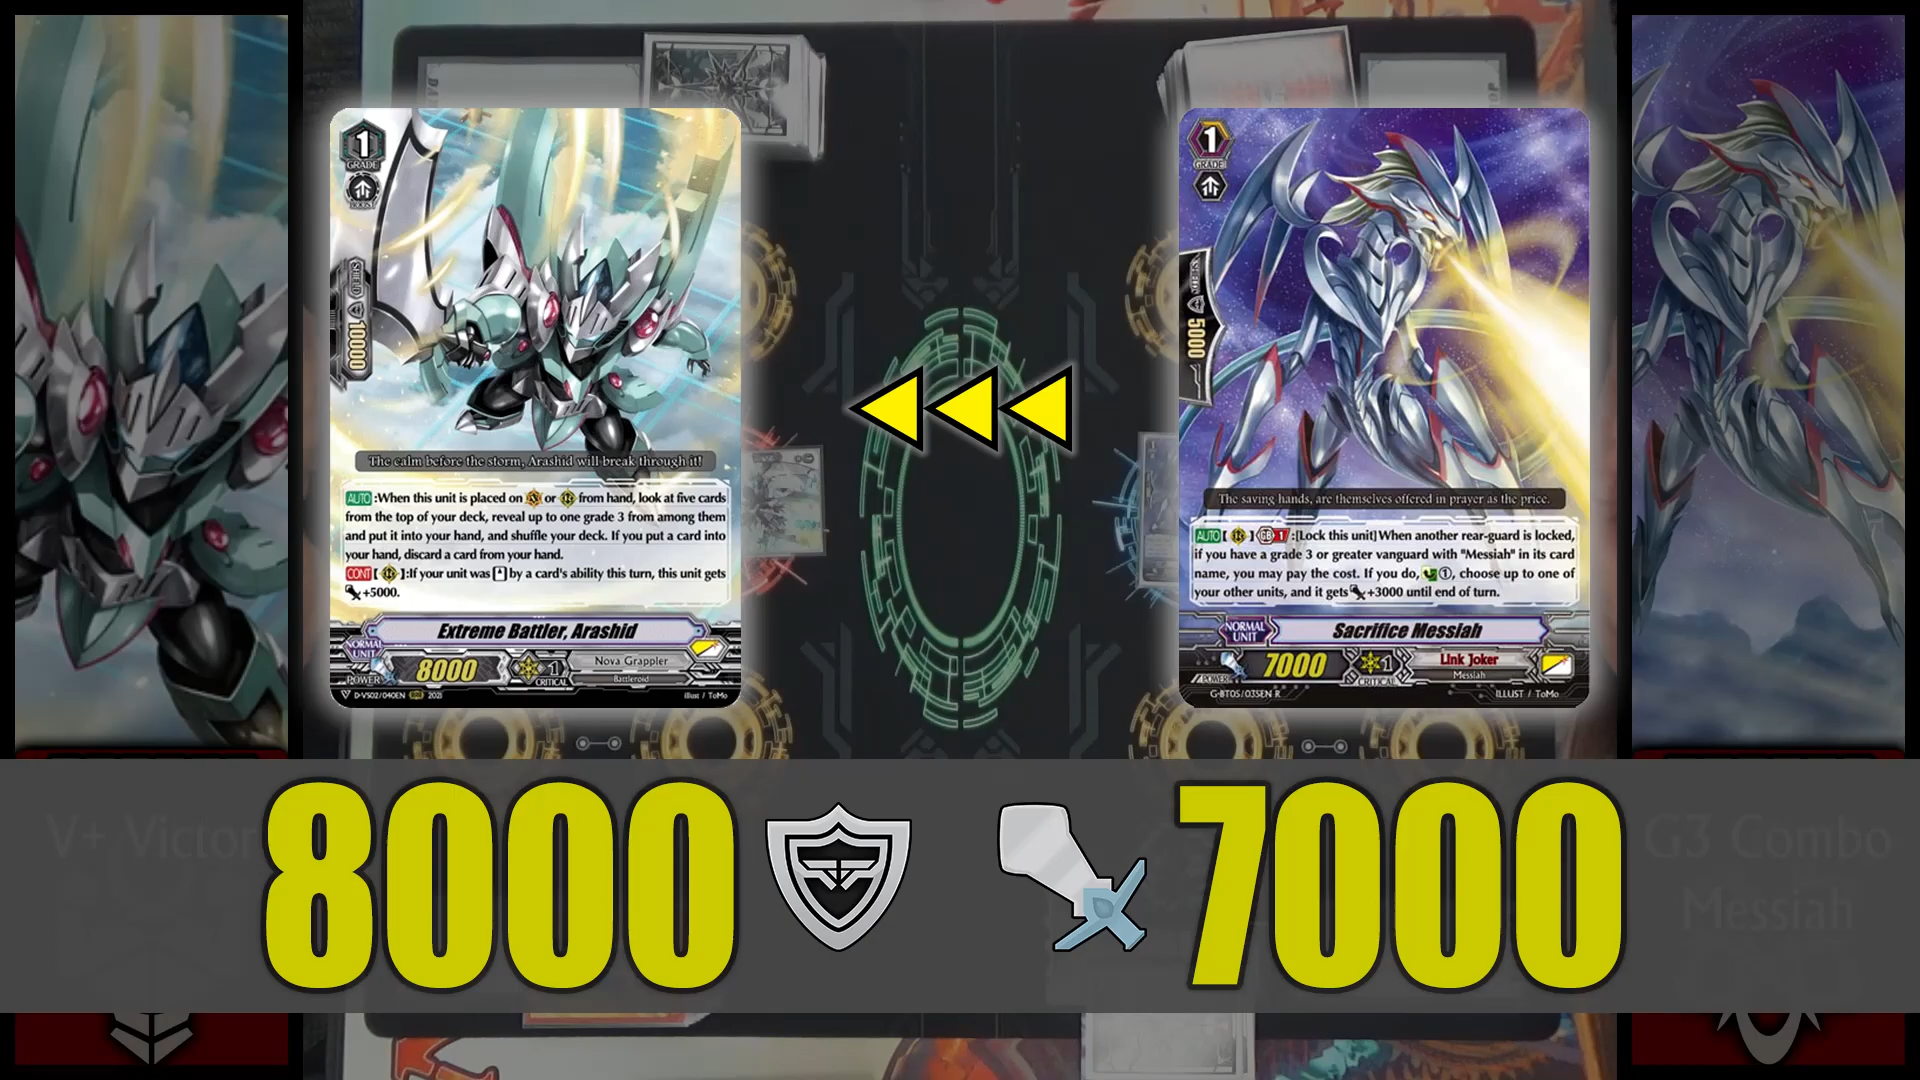 1
GRADE
BOOST
SHIELD 10000
The calm before the storm, Arashid will break through it!
AUTO:When this unit is placed on or from hand, look at five cards
from the top of your deck, reveal up to one grade 3 from among them
and put it into your hand, and shuffle your deck. If you put a card into
your hand, discard a card from your hand.
CONT[ ]:If your unit was by a card's ability this turn, this unit gets
+5000.
Extreme Battler, Arashid
NORMAL
UNIT
POWER 8000 1
CRITICAL
Nova Grappler
Battleroid
D-VS02/040EN RRR 2021 illust / ToMo
1
GRADE
SHIELD 5000
The saving hands, are themselves offered in prayer as the price.
AUTO[ ] GB 1:[Lock this unit] When another rear-guard is locked,
if you have a grade 3 or greater vanguard with "Messiah" in its card
name, you may pay the cost. If you do, ①, choose up to one of
your other units, and it gets +3000 until end of turn.
NORMAL
UNIT
Sacrifice Messiah
POWER 7000 1
CRITICAL
Link Joker
Messiah
G-BT05/035EN R ILLUST / ToMo
8000
7000
V+ Victor
G3 Combo
Messiah